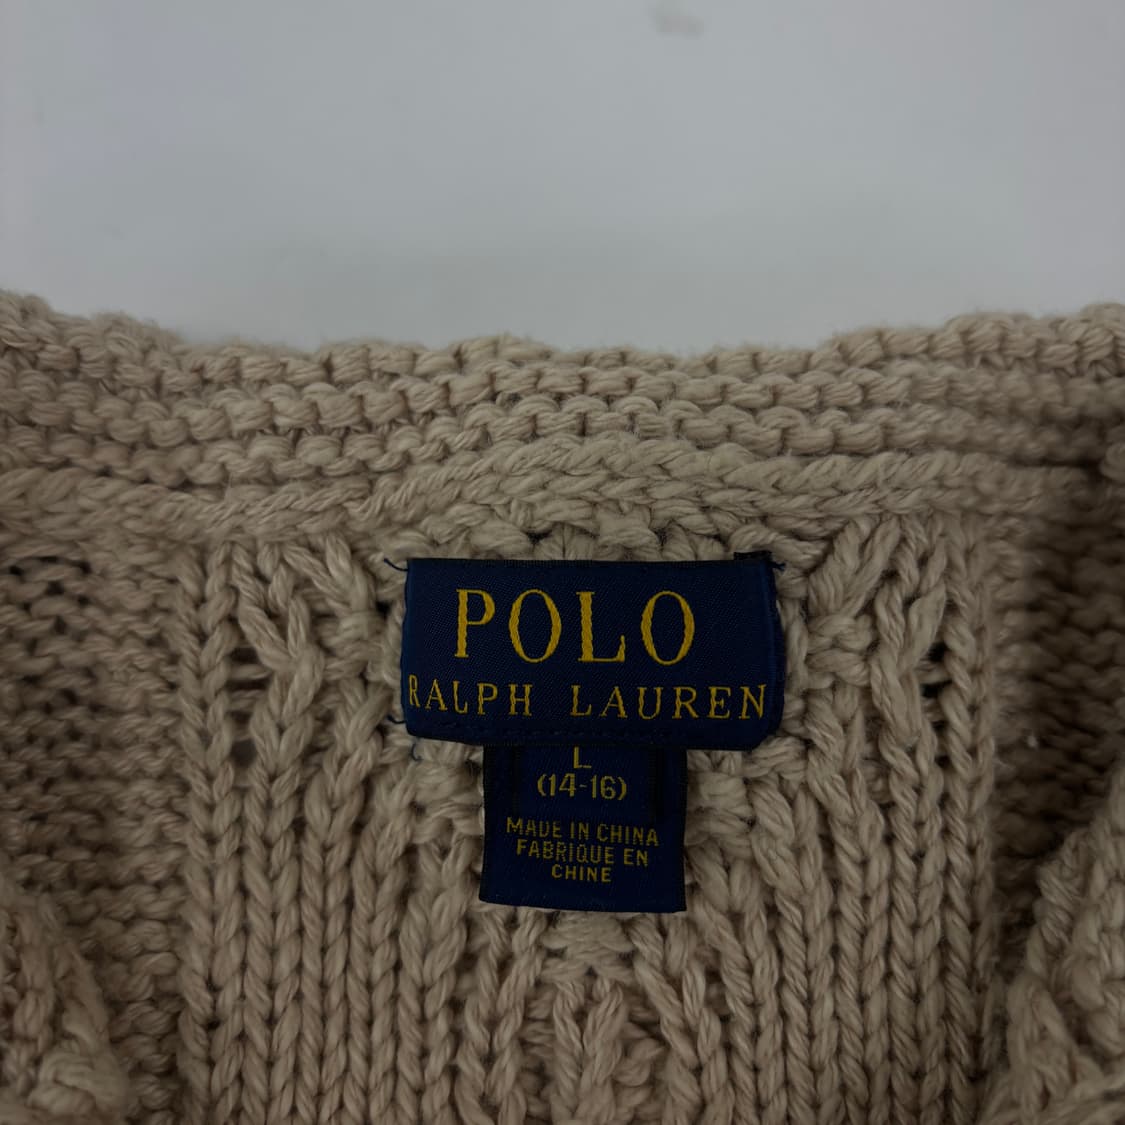 POLO
RALPH LAUREN
L
(14-16)
MADE IN CHINA
FABRIQUE EN
CHINE